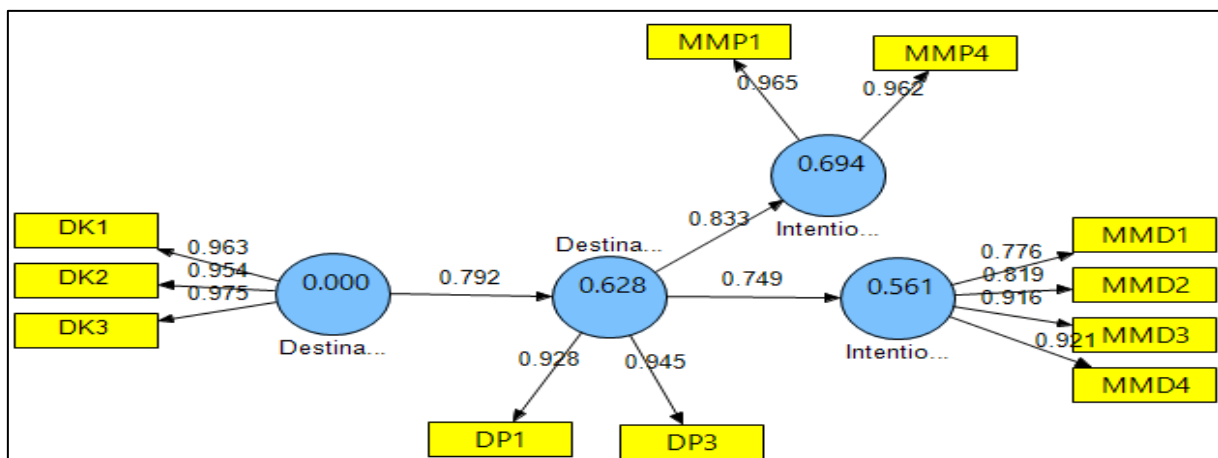 MMP1
MMP4
0.965
0.962
0.694
Intentio...
0.833
DK1
DK2
DK3
0.963
0.954
0.975
0.000
Destina...
0.792
Destina...
0.628
0.928
0.945
DP1
DP3
0.749
0.561
Intentio...
0.776
0.819
0.916
0.921
MMD1
MMD2
MMD3
MMD4